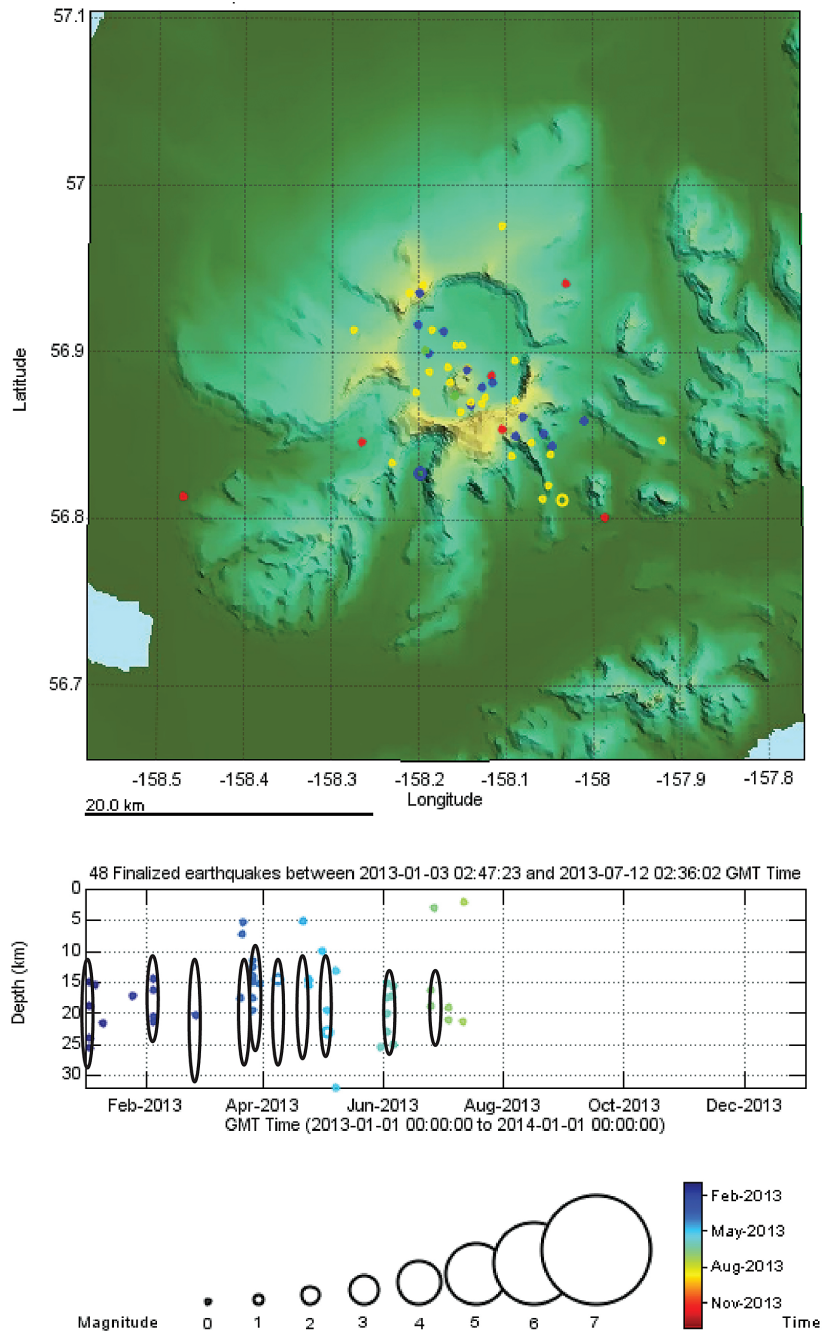 57.1
57
56.9
56.8
56.7
Latitude
-158.5 -158.4 -158.3 -158.2 -158.1 -158 -157.9 -157.8
Longitude
20.0 km
48 Finalized earthquakes between 2013-01-03 02:47:23 and 2013-07-12 02:36:02 GMT Time
0
5
10
15
20
25
30
Depth (km)
Feb-2013 Apr-2013 Jun-2013 Aug-2013 Oct-2013 Dec-2013
GMT Time (2013-01-01 00:00:00 to 2014-01-01 00:00:00)
Feb-2013
May-2013
Aug-2013
Nov-2013
Magnitude 0 1 2 3 4 5 6 7 Time